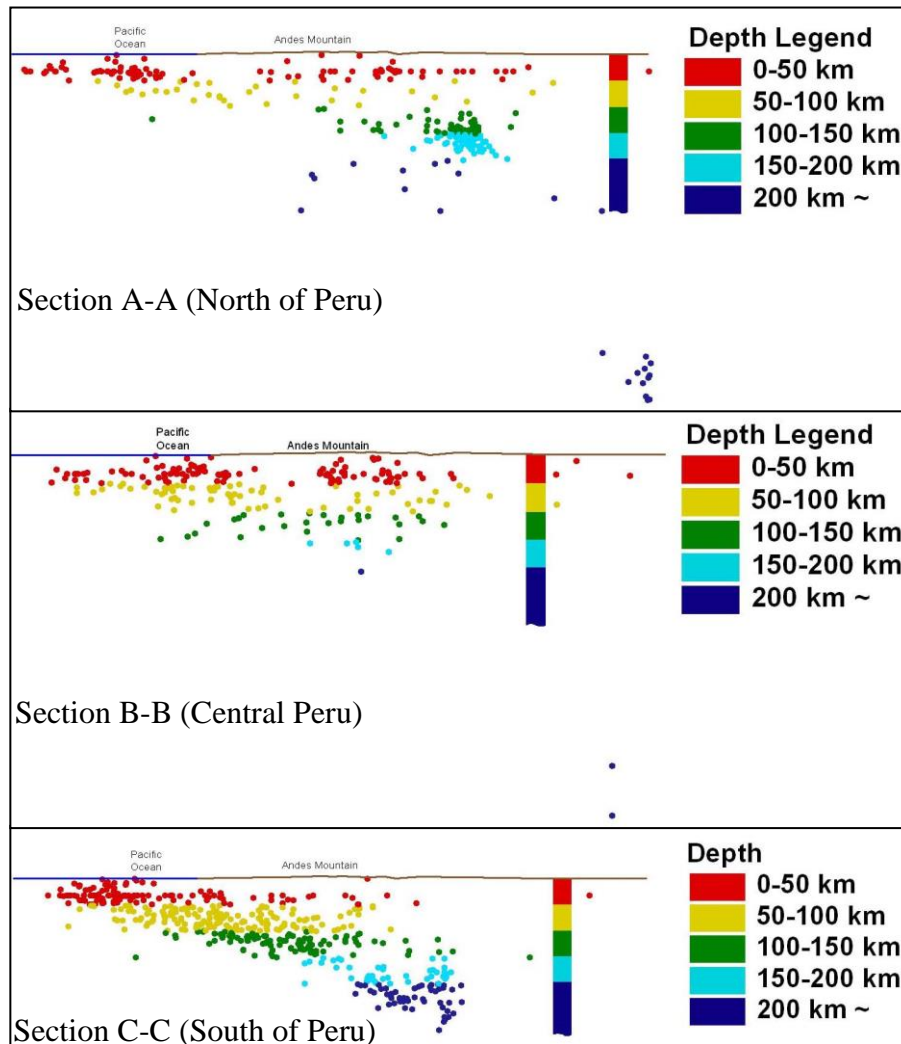 Pacific
Ocean
Andes Mountain
Depth Legend
0-50 km
50-100 km
100-150 km
150-200 km
200 km ~
Section A-A (North of Peru)
Pacific
Ocean
Andes Mountain
Depth Legend
0-50 km
50-100 km
100-150 km
150-200 km
200 km ~
Section B-B (Central Peru)
Pacific
Ocean
Andes Mountain
Depth
0-50 km
50-100 km
100-150 km
150-200 km
200 km ~
Section C-C (South of Peru)